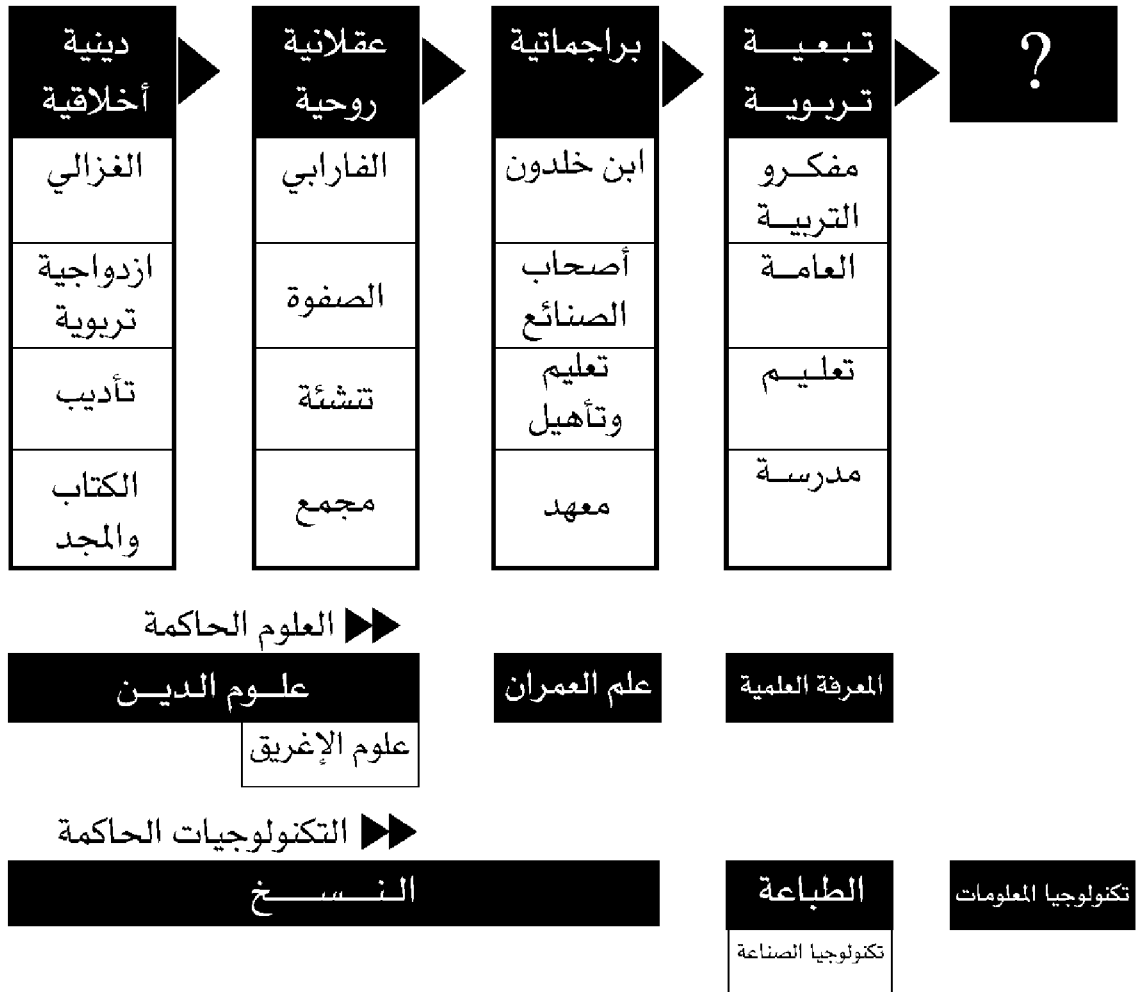 دينية
أخلاقية
الغزالي
ازدواجية
تربوية
تأديب
الكتاب
والمجد
عقلانية
روحية
الفارابي
الصفوة
تنشئة
مجمع
براجماتية
ابن خلدون
أصحاب
الصنائع
تعليم
وتأهيل
معهد
تبعية
تربوية
مفكرو
التربية
العامة
تعليم
مدرسة
?
العلوم الحاكمة
علوم الدين
علوم الإغريق
علم العمران
المعرفة العلمية
التكنولوجيات الحاكمة
النسخ
الطباعة
تكنولوجيا الصناعة
تكنولوجيا المعلومات